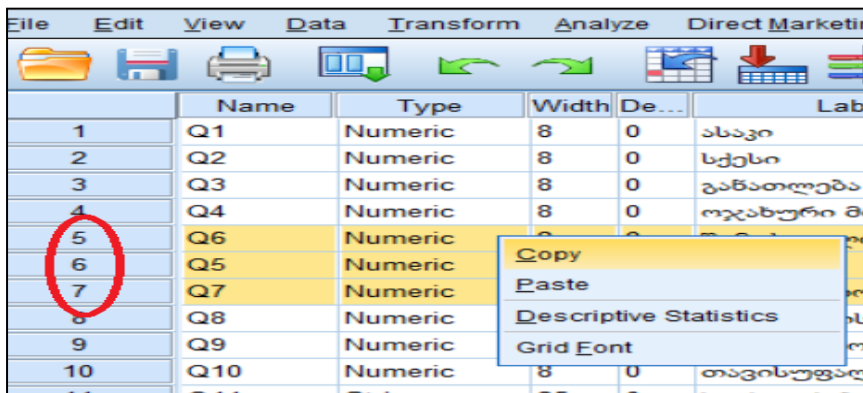 File Edit View Data Transform Analyze Direct
Name Type Width De...
1 Q1 Numeric 8 0 ასაკი
2 Q2 Numeric 8 0 სქესი
3 Q3 Numeric 8 0 განათლება
4 Q4 Numeric 8 0 ოჯახური
5 Q6 Numeric
6 Q5 Numeric
7 Q7 Numeric
8 Q8 Numeric
9 Q9 Numeric
10 Q10 Numeric 8 0
Copy
Paste
Descriptive Statistics
Grid Font